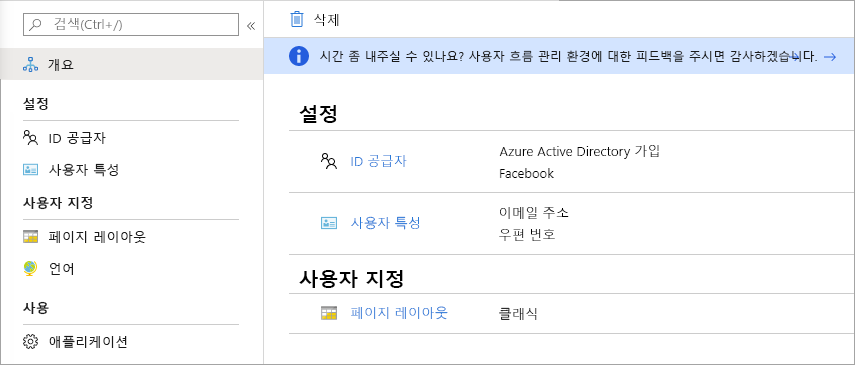 검색(Ctrl+/)
개요
설정
ID 공급자
사용자 특성
사용자 지정
페이지 레이아웃
언어
사용
애플리케이션
삭제
시간 좀 내주실 수 있나요? 사용자 흐름 관리 환경에 대한 피드백을 주시면 감사하겠습니다.
설정
ID 공급자
Azure Active Directory 가입
Facebook
사용자 특성
이메일 주소
우편 번호
사용자 지정
페이지 레이아웃
클래식